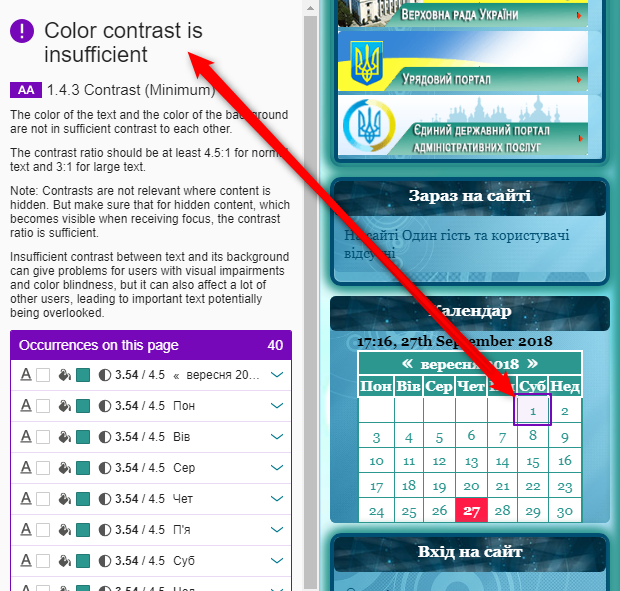 Color contrast is
insufficient
AA 1.4.3 Contrast (Minimum)
The color of the text and the color of the background
are not in sufficient contrast to each other.
The contrast ratio should be at least 4.5:1 for normal
text and 3:1 for large text.
Note: Contrasts are not relevant where content is
hidden. But make sure that for hidden content, which
becomes visible when receiving focus, the contrast
ratio is sufficient.
Insufficient contrast between text and its background
can give problems for users with visual impairments
and color blindness, but it can also affect a lot of
other users, leading to important text potentially
being overlooked.
Occurrences on this page 40
A 3.54 / 4.5 « вересня 20...
A 3.54 / 4.5 Пон
A 3.54 / 4.5 Вів
A 3.54 / 4.5 Сер
A 3.54 / 4.5 Чет
A 3.54 / 4.5 П'я
A 3.54 / 4.5 Суб
ВЕРХОВНА РАДА УКРАЇНИ
УРЯДОВИЙ ПОРТАЛ
ЄДИНИЙ ДЕРЖАВНИЙ ПОРТАЛ
АДМІНІСТРАТИВНИХ ПОСЛУГ
Зараз на сайті
На сайті Один гість та користувачі
Календар
17:16, 27th September 2018
« вересня 2018 »
Пон Вів Сер Чет Суб Нед
1 2
3 4 5 6 7 8 9
10 11 12 13 14 15 16
17 18 19 20 21 22 23
24 25 26 27 28 29 30
Вхід на сайт